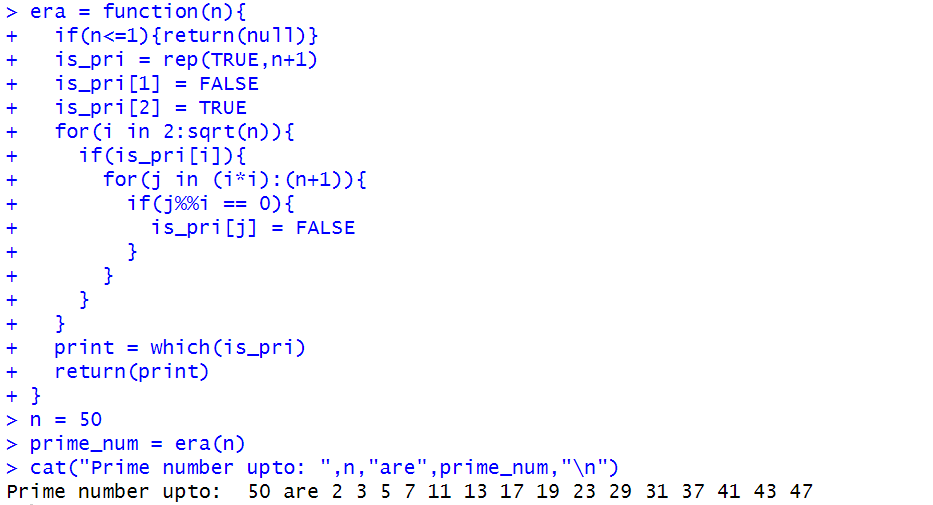 > era = function(n){
+   if(n<=1){return(null)}
+   is_pri = rep(TRUE,n+1)
+   is_pri[1] = FALSE
+   is_pri[2] = TRUE
+   for(i in 2:sqrt(n)){
+     if(is_pri[i]){
+       for(j in (i*i):(n+1)){
+         if(j%%i == 0){
+           is_pri[j] = FALSE
+         }
+       }
+     }
+   }
+   print = which(is_pri)
+   return(print)
+ }
> n = 50
> prime_num = era(n)
> cat("Prime number upto: ",n,"are",prime_num,"\n")
Prime number upto:  50 are 2 3 5 7 11 13 17 19 23 29 31 37 41 43 47